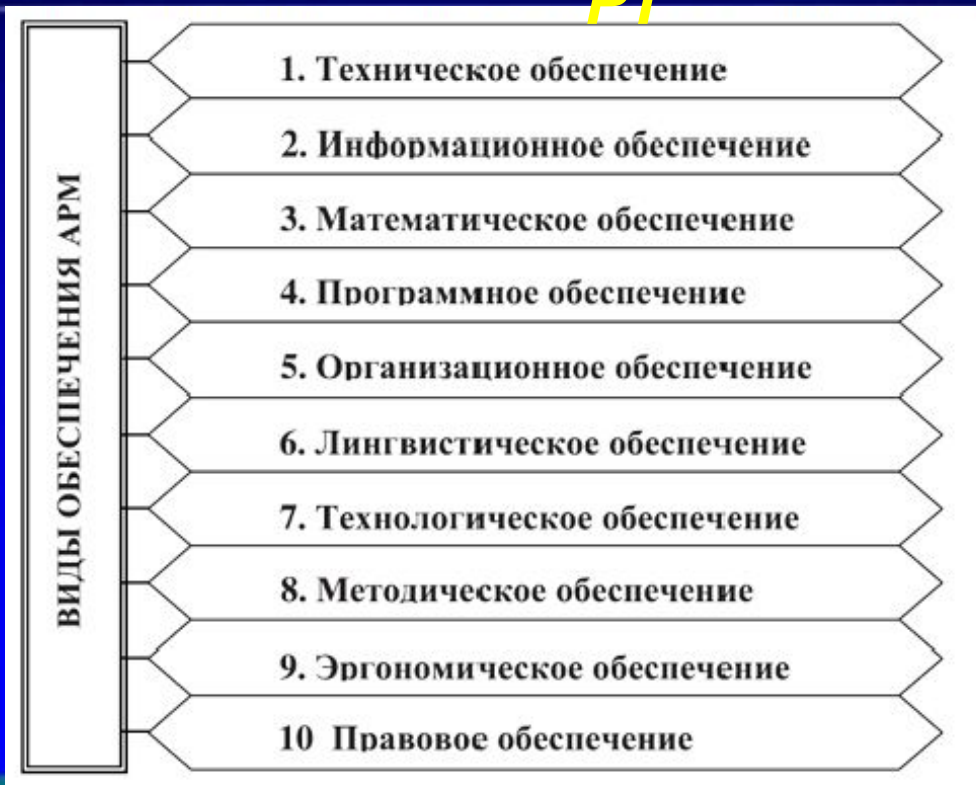 ВИДЫ ОБЕСПЕЧЕНИЯ АРМ
1. Техническое обеспечение
2. Информационное обеспечение
3. Математическое обеспечение
4. Программное обеспечение
5. Организационное обеспечение
6. Лингвистическое обеспечение
7. Технологическое обеспечение
8. Методическое обеспечение
9. Эргономическое обеспечение
10 Правовое обеспечение